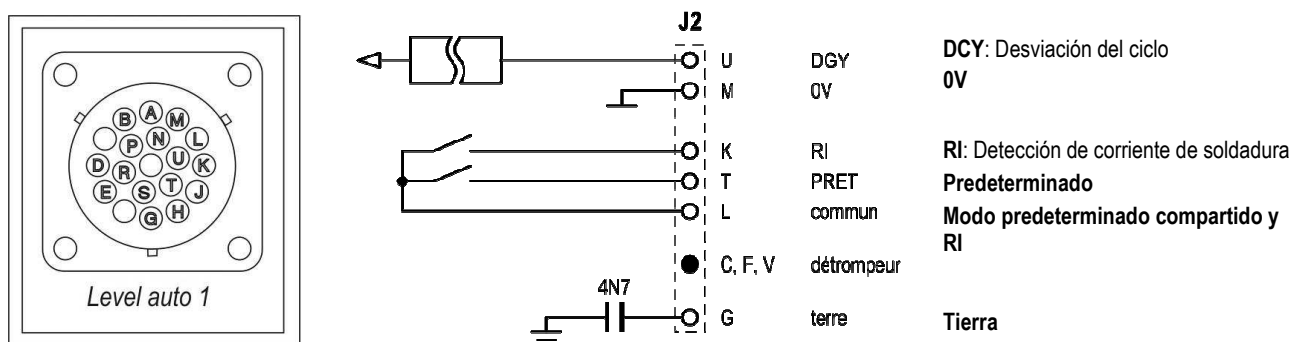 B A M
P N L
D R U K
E S T J
G H
Level auto 1
J2
U DGY DCY: Desviación del ciclo
M 0V 0V
K RI RI: Detección de corriente de soldadura
T PRET Predeterminado
L commun Modo predeterminado compartido y
RI
C, F, V détrompeur
4N7
G terre Tierra